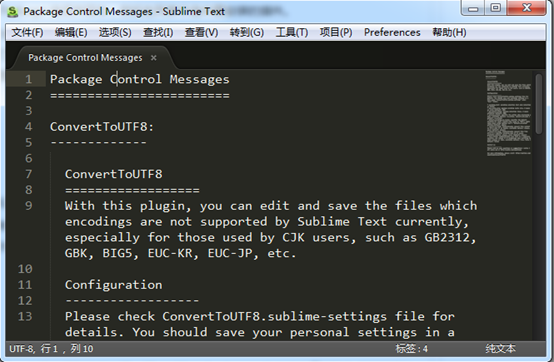 Package Control Messages - Sublime Text
文件(F) 编辑(E) 选项(S) 查找(I) 查看(V) 转到(G) 工具(T) 项目(P) Preferences 帮助(H)
Package Control Messages ×
1 Package Control Messages
2 ========================
3
4 ConvertToUTF8:
5 -------------
6
7 ConvertToUTF8
8 ==================
9 With this plugin, you can edit and save the files which
encodings are not supported by Sublime Text currently,
especially for those used by CJK users, such as GB2312,
GBK, BIG5, EUC-KR, EUC-JP, etc.
10
11 Configuration
12 ------------------
13 Please check ConvertToUTF8.sublime-settings file for
details. You should save your personal settings in a
UTF-8, 行 1 , 列 10 标签: 4 纯文本